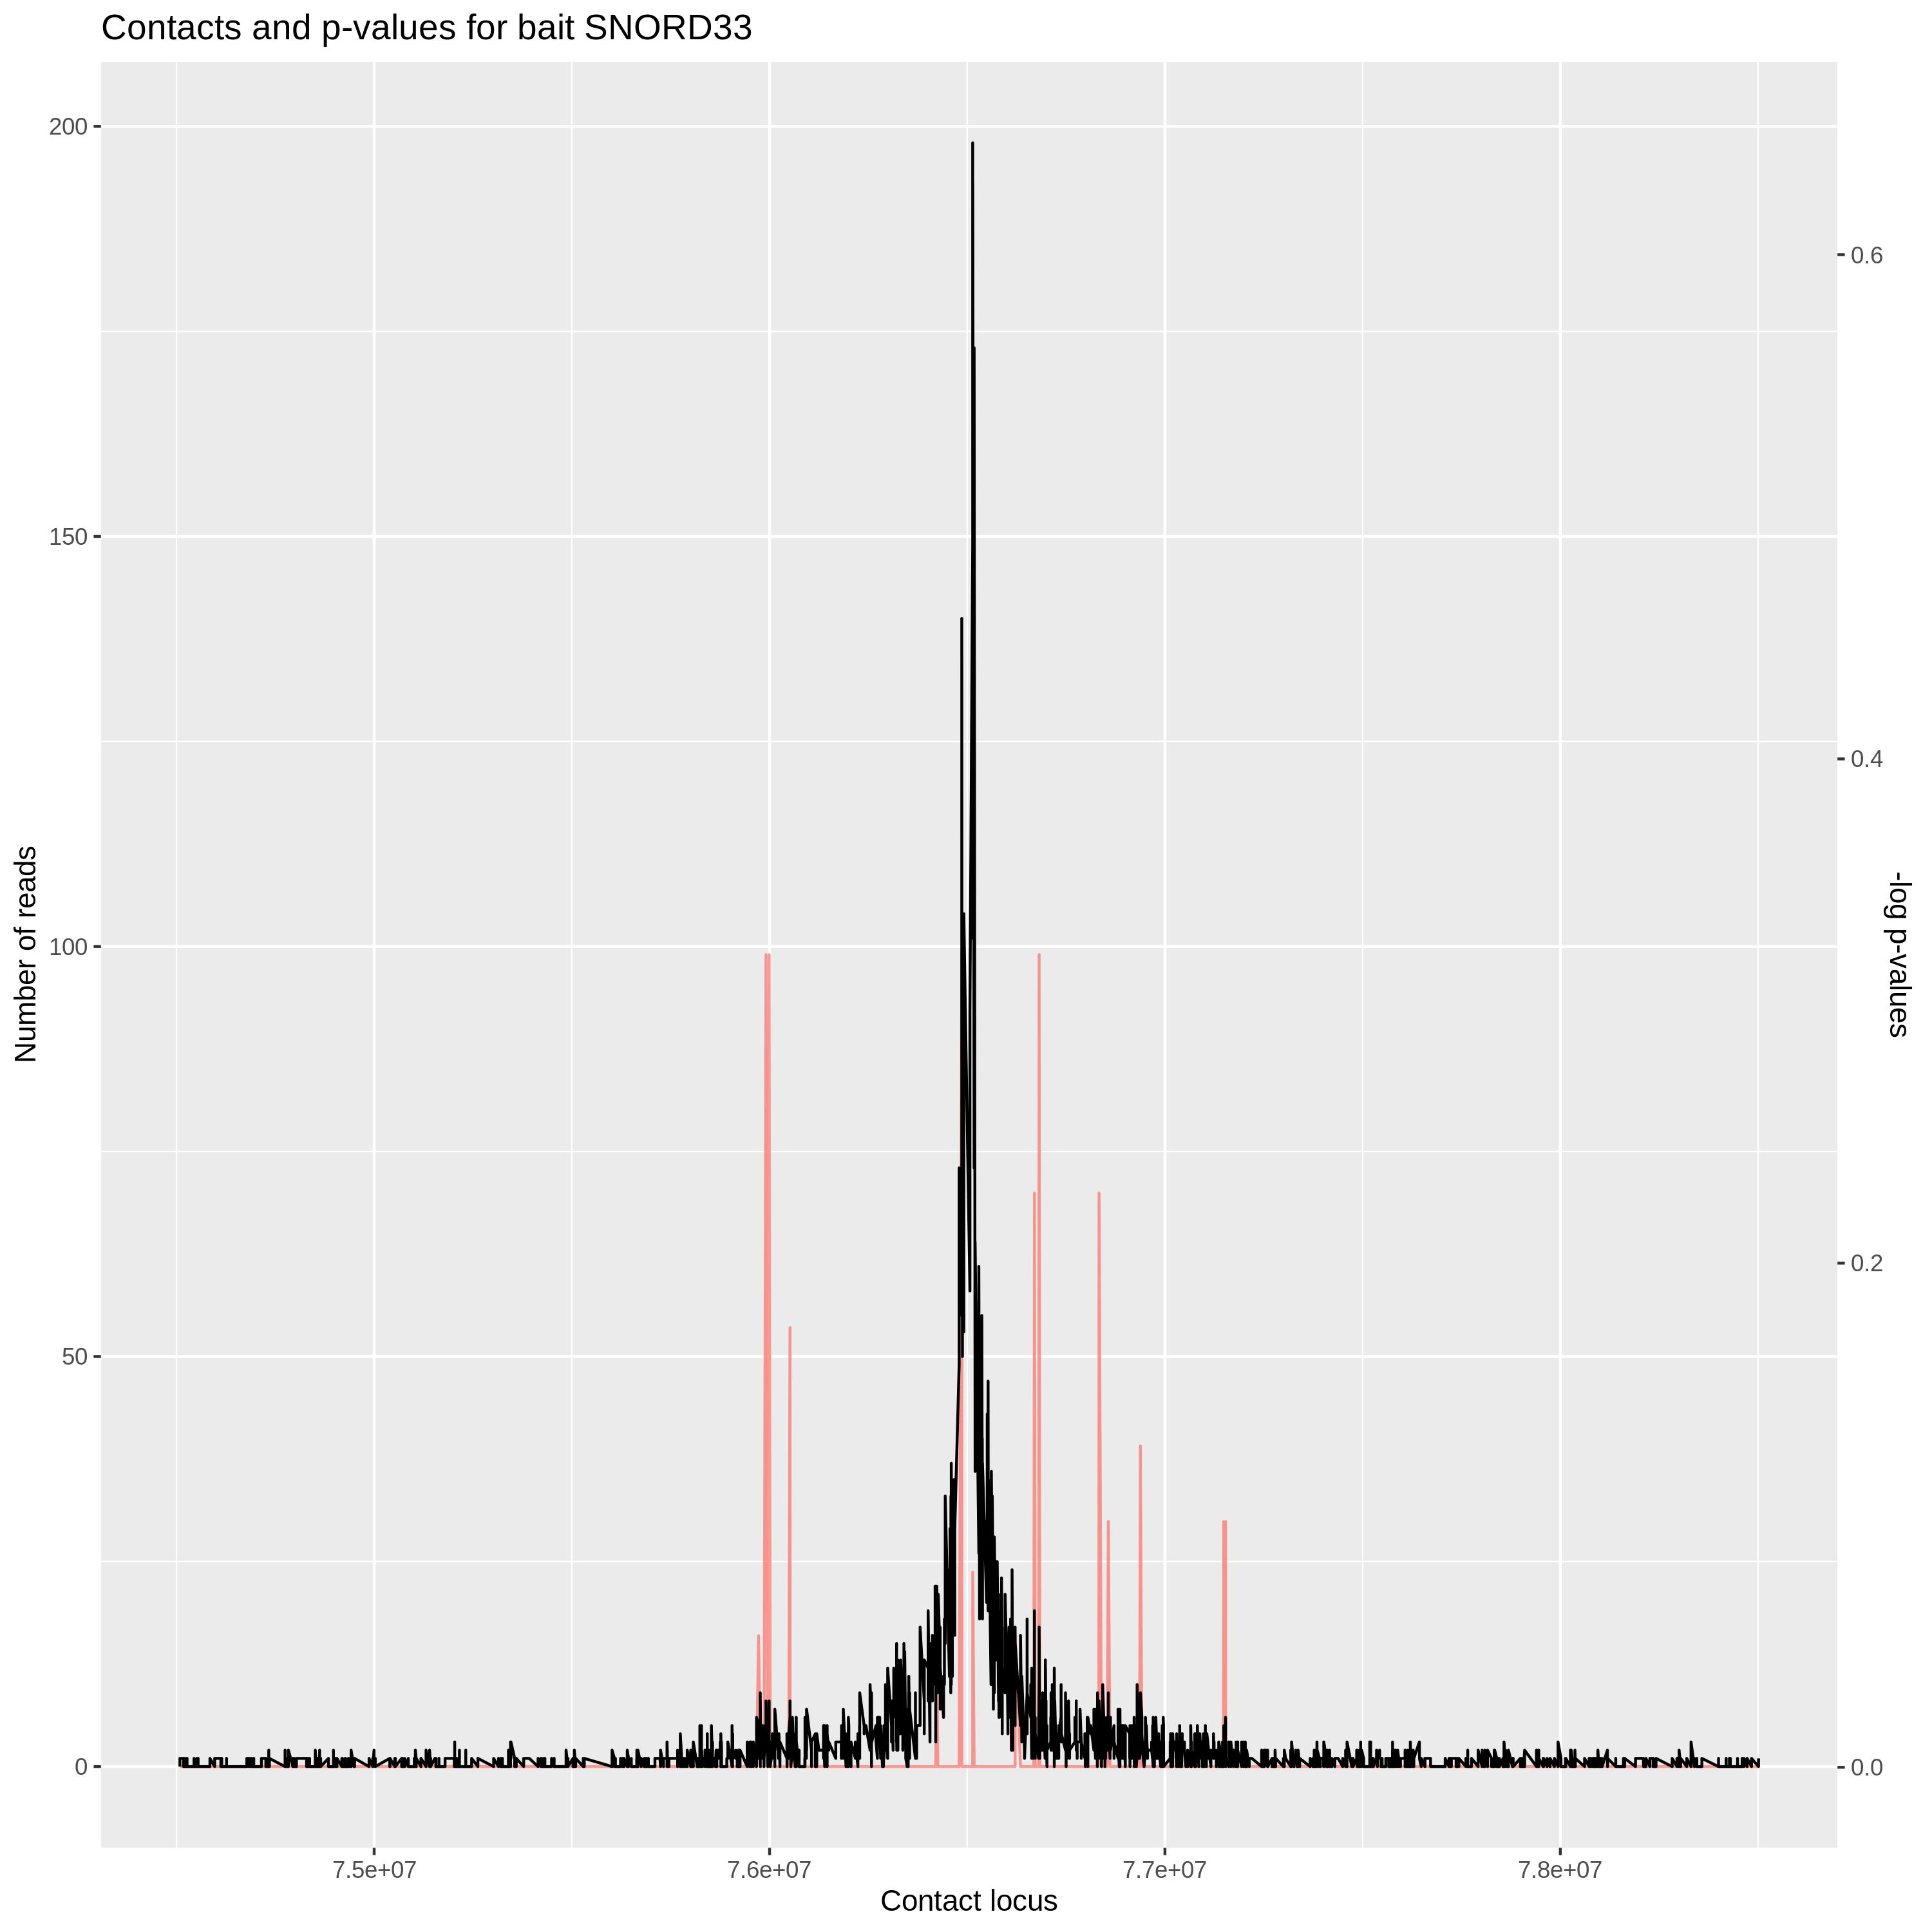 Contacts and p-values for bait SNORD33
200
150
100
50
0
Number of reads
0.6
0.4
0.2
0.0
-log p-values
7.5e+07
7.6e+07
7.7e+07
7.8e+07
Contact locus